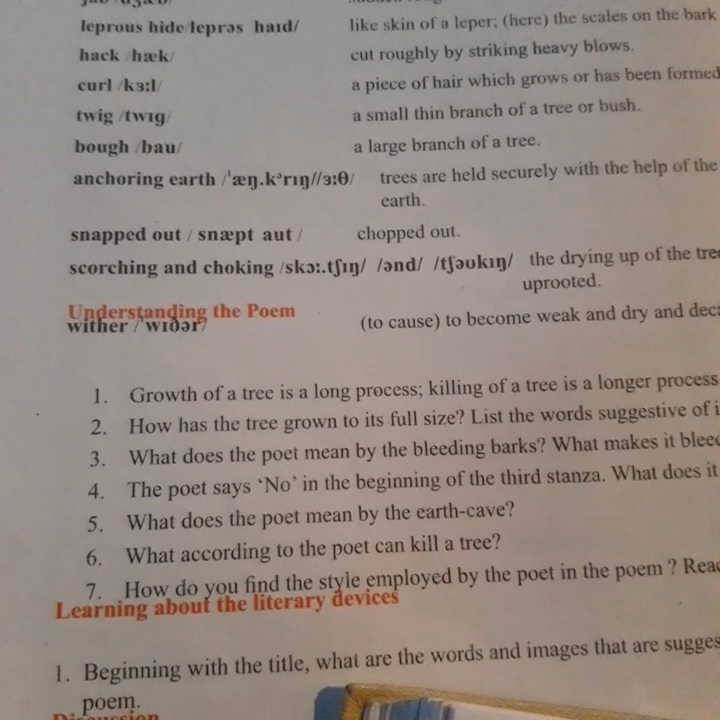 leprous hide/leprəs haɪd/ like skin of a leper; (here) the scales on the bark
hack /hæk/ cut roughly by striking heavy blows.
curl /kɜːl/ a piece of hair which grows or has been formed
twig /twɪg/ a small thin branch of a tree or bush.
bough /bau/ a large branch of a tree.
anchoring earth /ˈæŋ.kᵊrɪŋ//ɜːθ/ trees are held securely with the help of the
earth.
snapped out / snæpt aut / chopped out.
scorching and choking /skɔː.tʃɪŋ/ /ənd/ /tʃəʊkɪŋ/ the drying up of the tree
uprooted.
Understanding the Poem
wither /ˈwɪðər/ (to cause) to become weak and dry and
1. Growth of a tree is a long process; killing of a tree is a longer process
2. How has the tree grown to its full size? List the words suggestive of
3. What does the poet mean by the bleeding barks? What makes it
4. The poet says ‘No’ in the beginning of the third stanza. What does it
5. What does the poet mean by the earth-cave?
6. What according to the poet can kill a tree?
7. How do you find the style employed by the poet in the poem ?
Learning about the literary devices
1. Beginning with the title, what are the words and images that are
poem.
Discussion